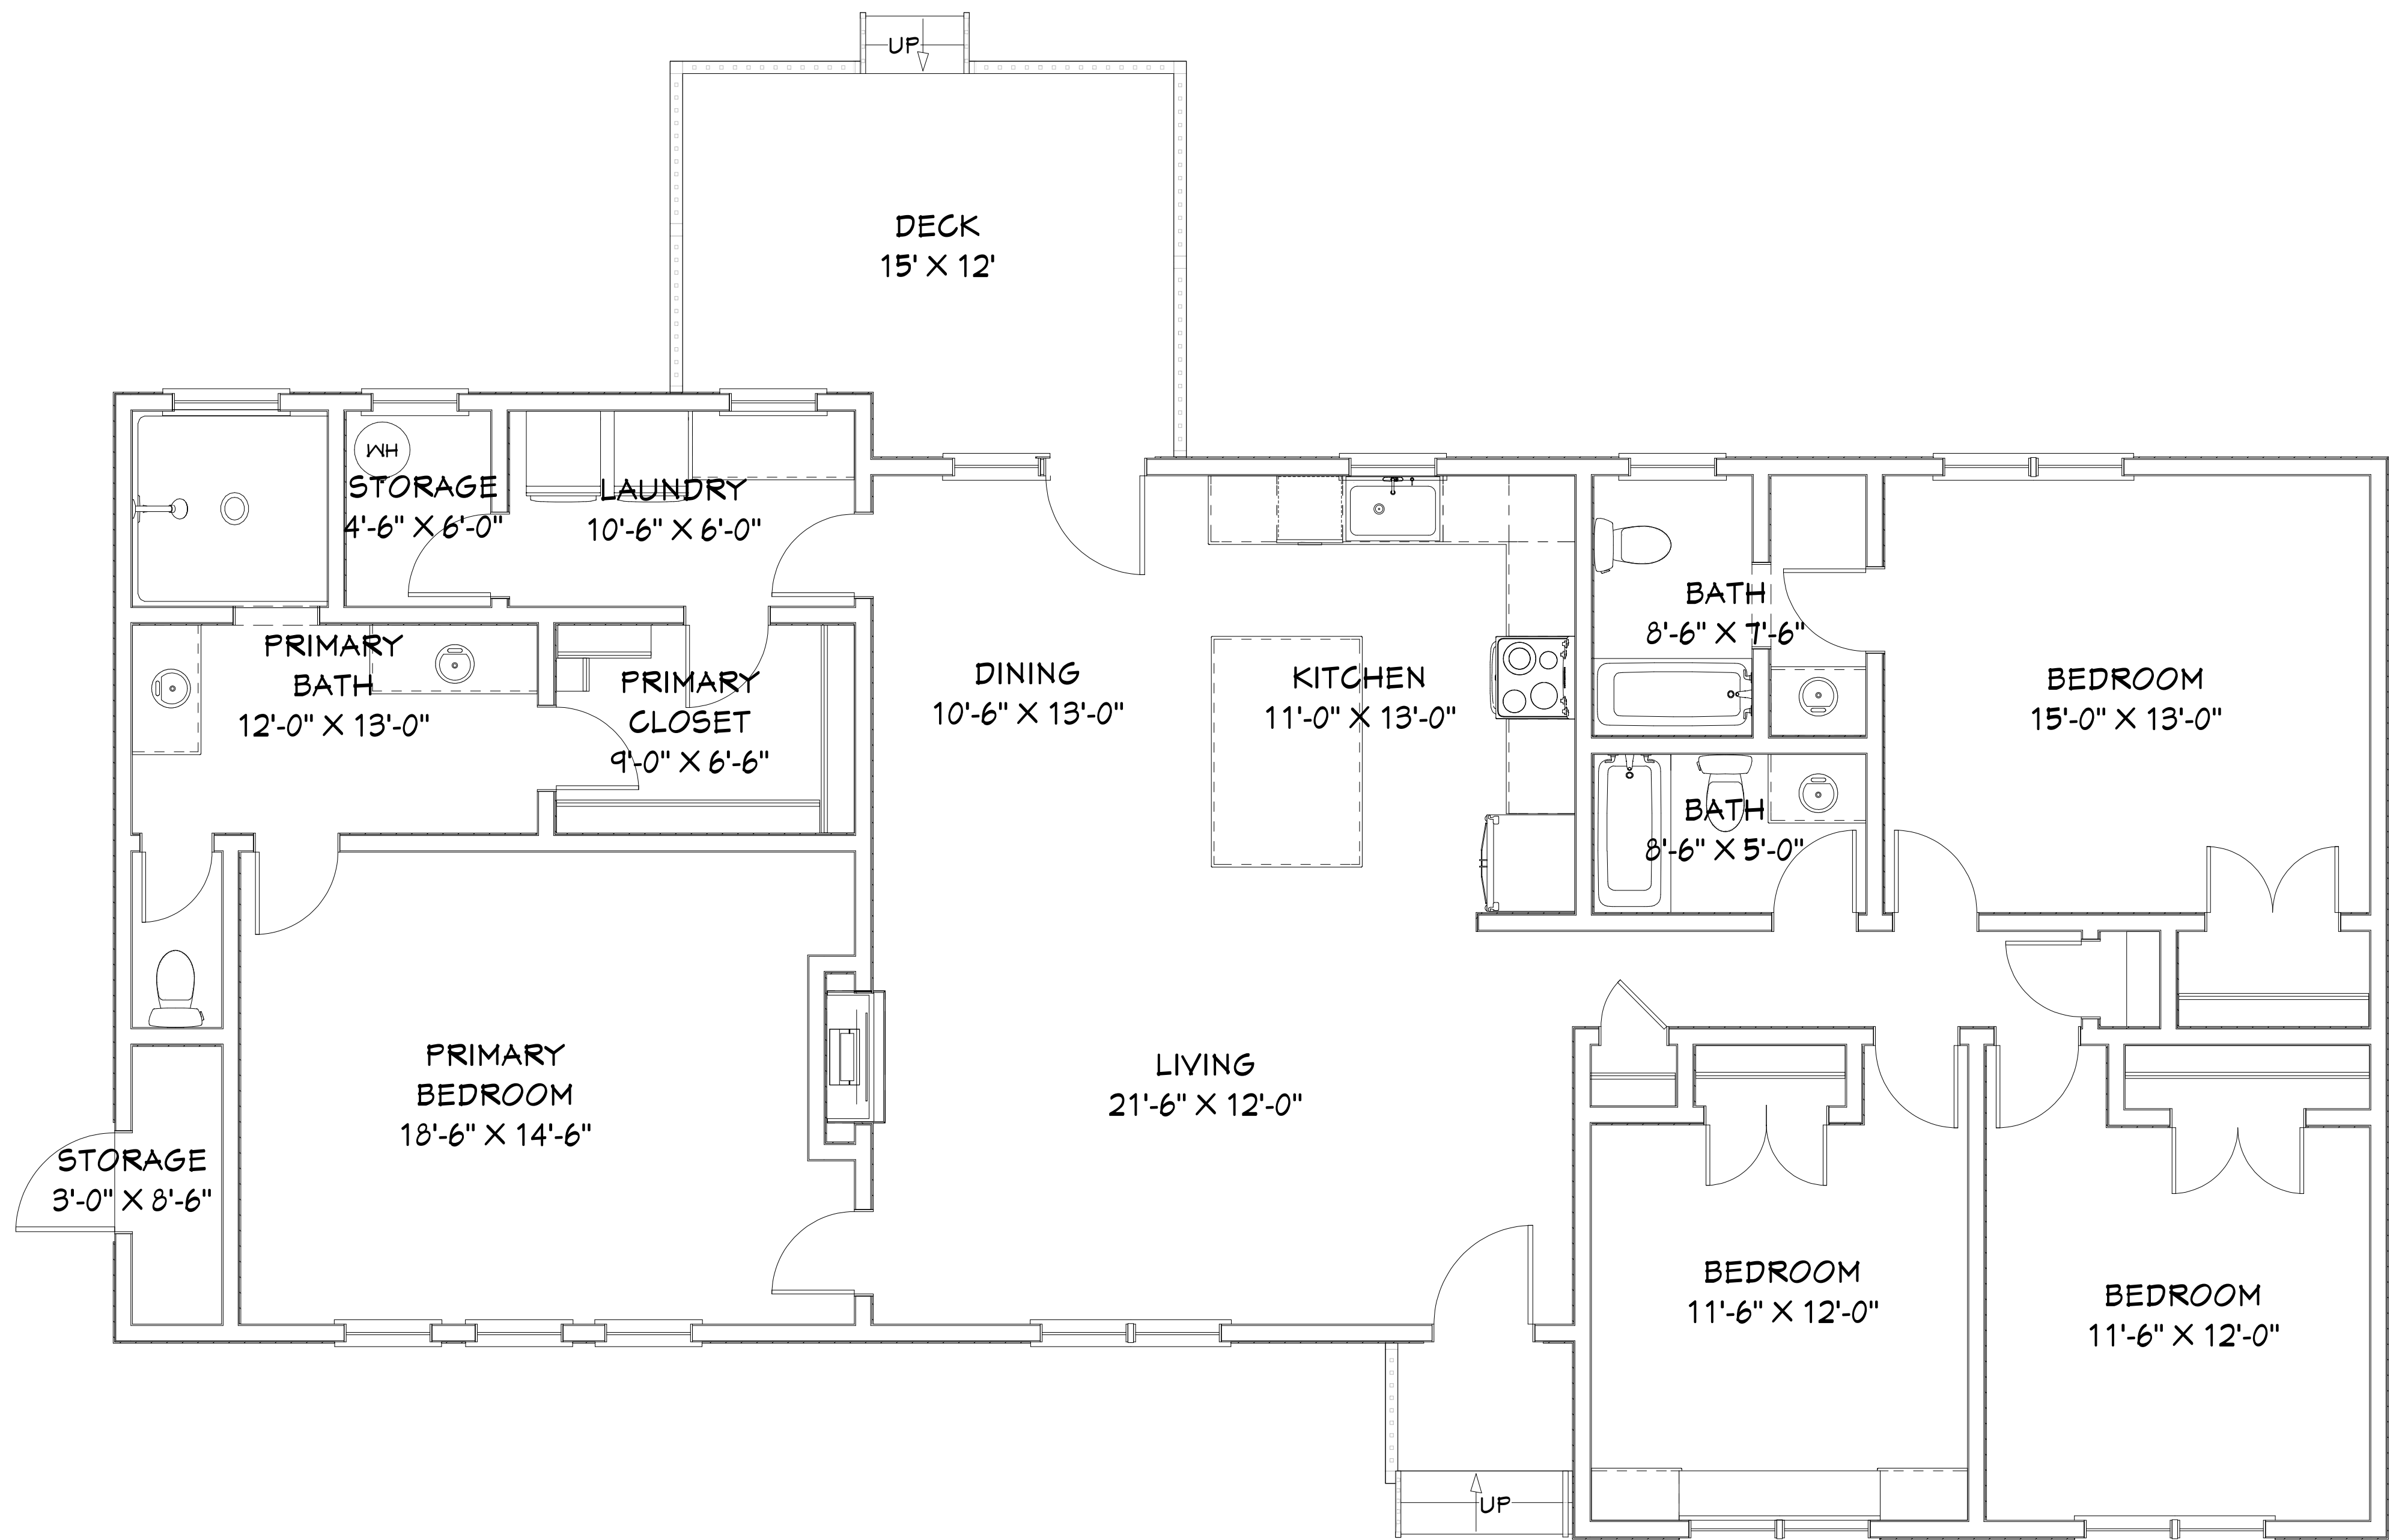 UP
DECK
15' X 12'
WH
STORAGE
4'-6" X 6'-0"
LAUNDRY
10'-6" X 6'-0"
PRIMARY
BATH
12'-0" X 13'-0"
PRIMARY
CLOSET
9'-0" X 6'-6"
DINING
10'-6" X 13'-0"
KITCHEN
11'-0" X 13'-0"
BATH
8'-6" X 7'-6"
BEDROOM
15'-0" X 13'-0"
BATH
8'-6" X 5'-0"
PRIMARY
BEDROOM
18'-6" X 14'-6"
LIVING
21'-6" X 12'-0"
STORAGE
3'-0" X 8'-6"
BEDROOM
11'-6" X 12'-0"
BEDROOM
11'-6" X 12'-0"
UP